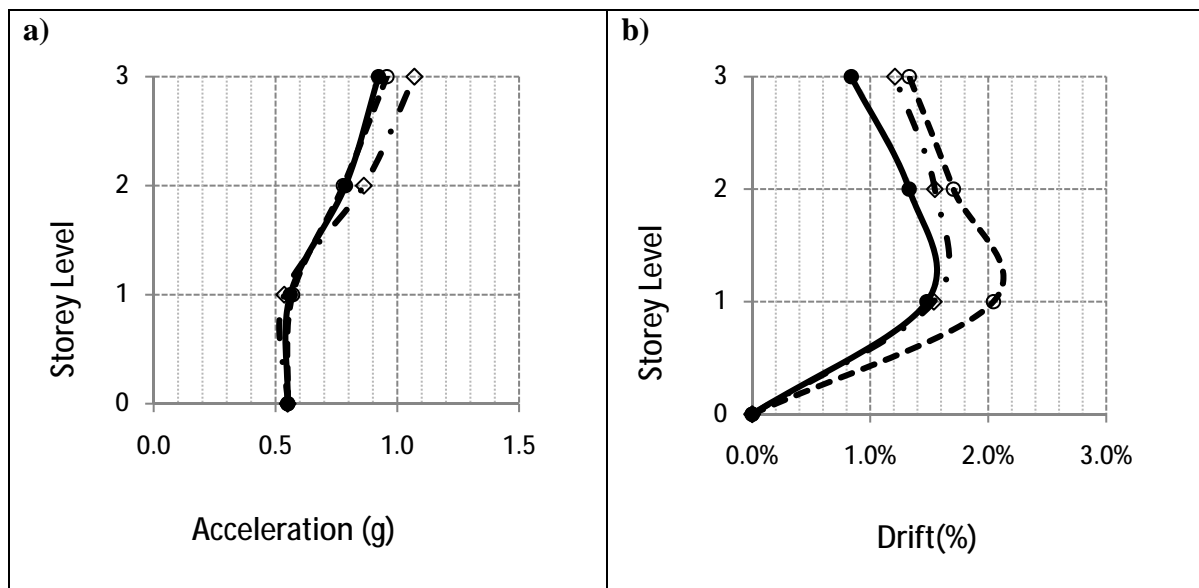 a)
3
2
1
0
Storey Level
0.0 0.5 1.0 1.5
Acceleration (g)
b)
3
2
1
0
Storey Level
0.0% 1.0% 2.0% 3.0%
Drift(%)